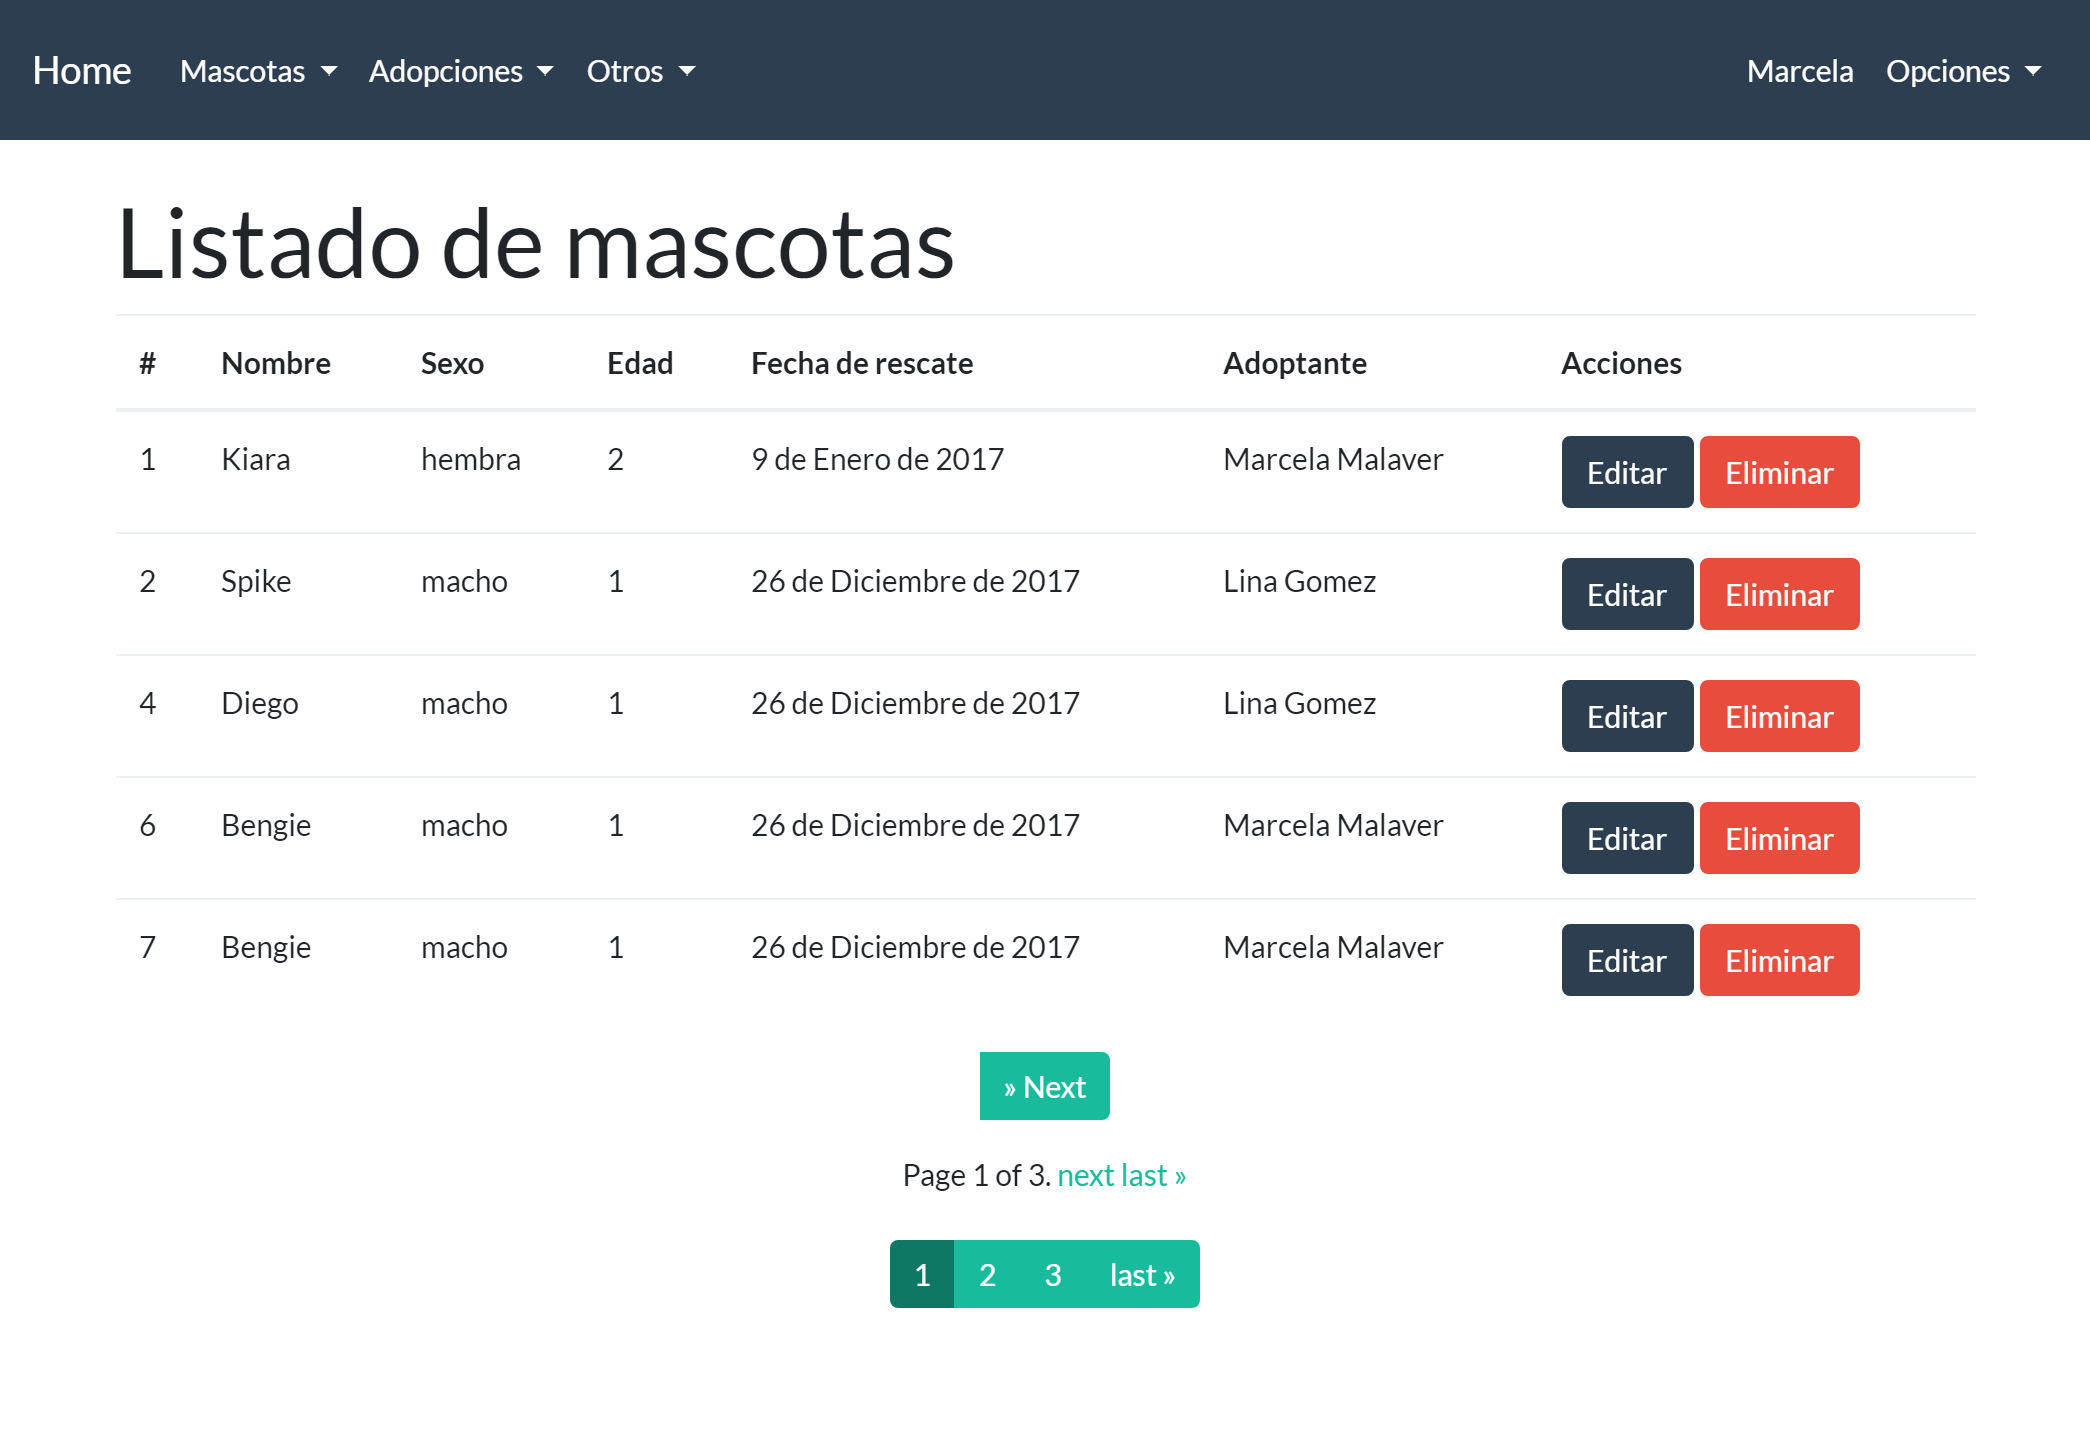 Home Mascotas Adopciones Otros Marcela Opciones
Listado de mascotas
# Nombre Sexo Edad Fecha de rescate Adoptante Acciones
1 Kiara hembra 2 9 de Enero de 2017 Marcela Malaver Editar Eliminar
2 Spike macho 1 26 de Diciembre de 2017 Lina Gomez Editar Eliminar
4 Diego macho 1 26 de Diciembre de 2017 Lina Gomez Editar Eliminar
6 Bengie macho 1 26 de Diciembre de 2017 Marcela Malaver Editar Eliminar
7 Bengie macho 1 26 de Diciembre de 2017 Marcela Malaver Editar Eliminar
» Next
Page 1 of 3. next last »
1 2 3 last »